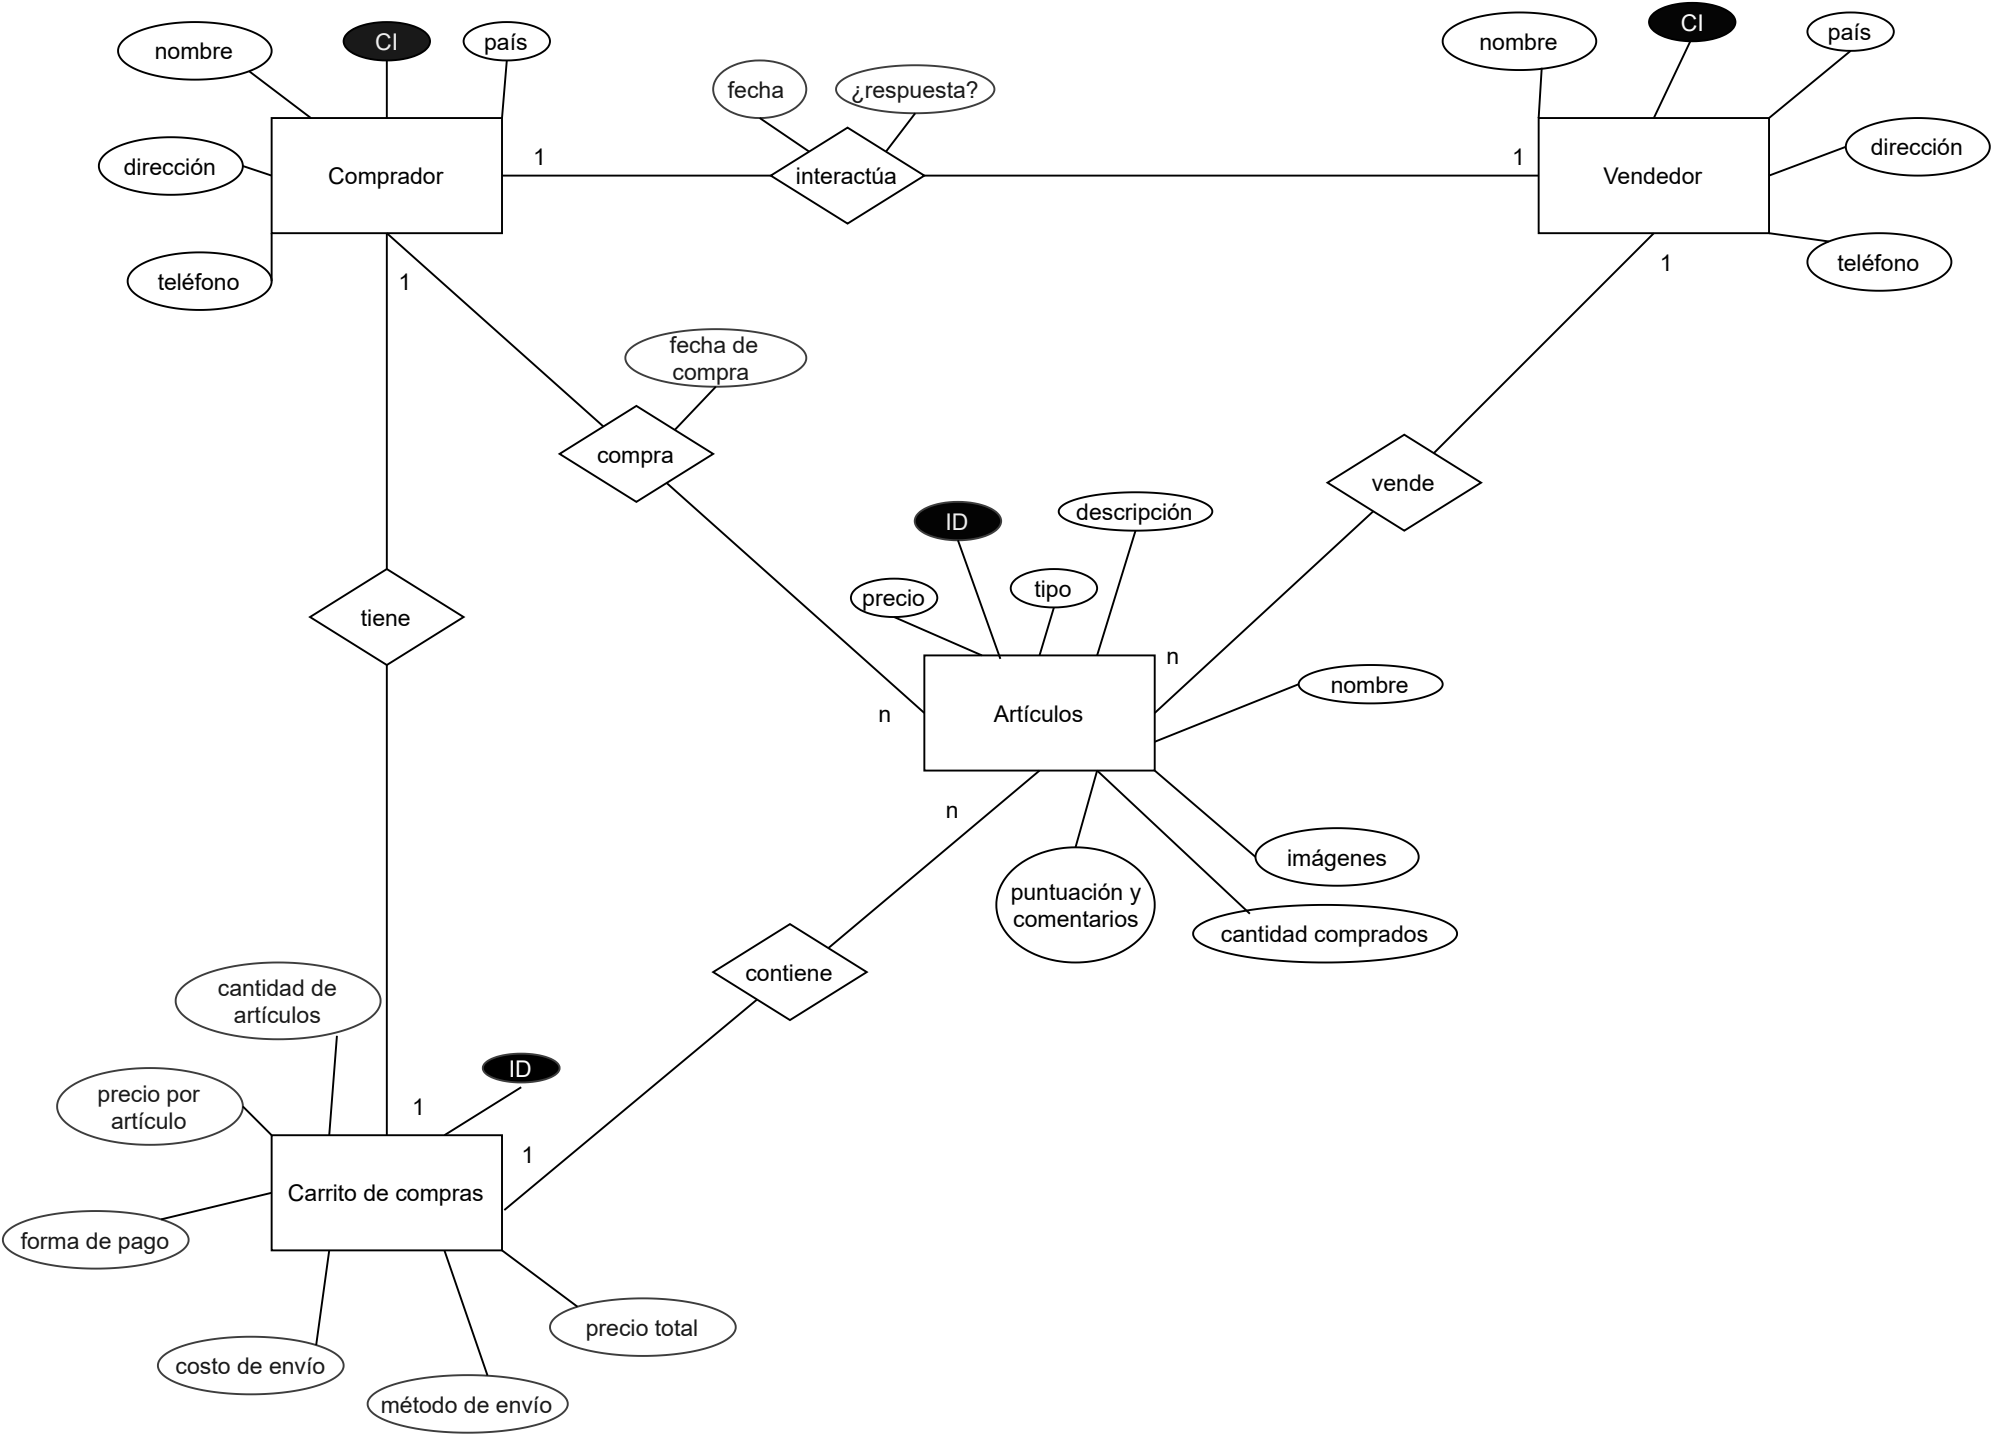 nombre
CI
país
nombre
CI
país
fecha
¿respuesta?
dirección
Comprador
1
interactúa
1
Vendedor
dirección
teléfono
1
1
teléfono
fecha de
compra
compra
vende
ID
descripción
precio
tipo
tiene
n
nombre
n
Artículos
n
imágenes
puntuación y
comentarios
cantidad comprados
contiene
cantidad de
artículos
ID
precio por
artículo
1
1
Carrito de compras
forma de pago
precio total
costo de envío
método de envío